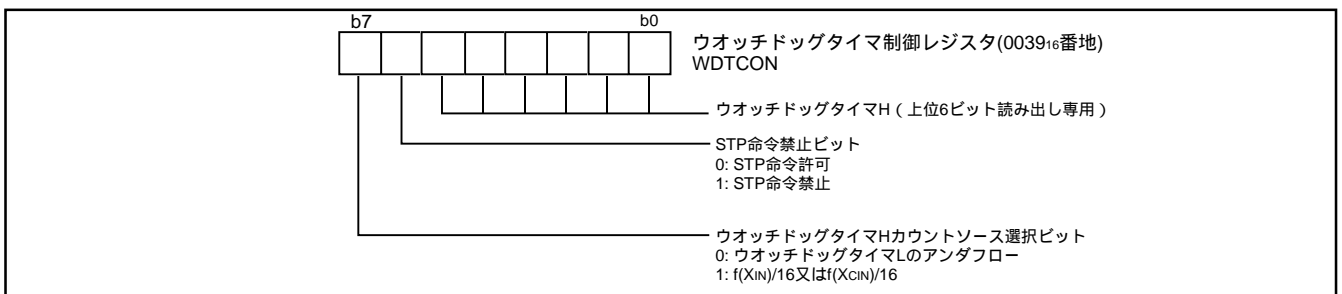 b7 b0
ウオッチドッグタイマ制御レジスタ(003916番地)
WDTCON
ウオッチドッグタイマH（上位6ビット読み出し専用）
STP命令禁止ビット
0: STP命令許可
1: STP命令禁止
ウオッチドッグタイマHカウントソース選択ビット
0: ウオッチドッグタイマLのアンダフロー
1: f(XIN)/16又はf(XCIN)/16